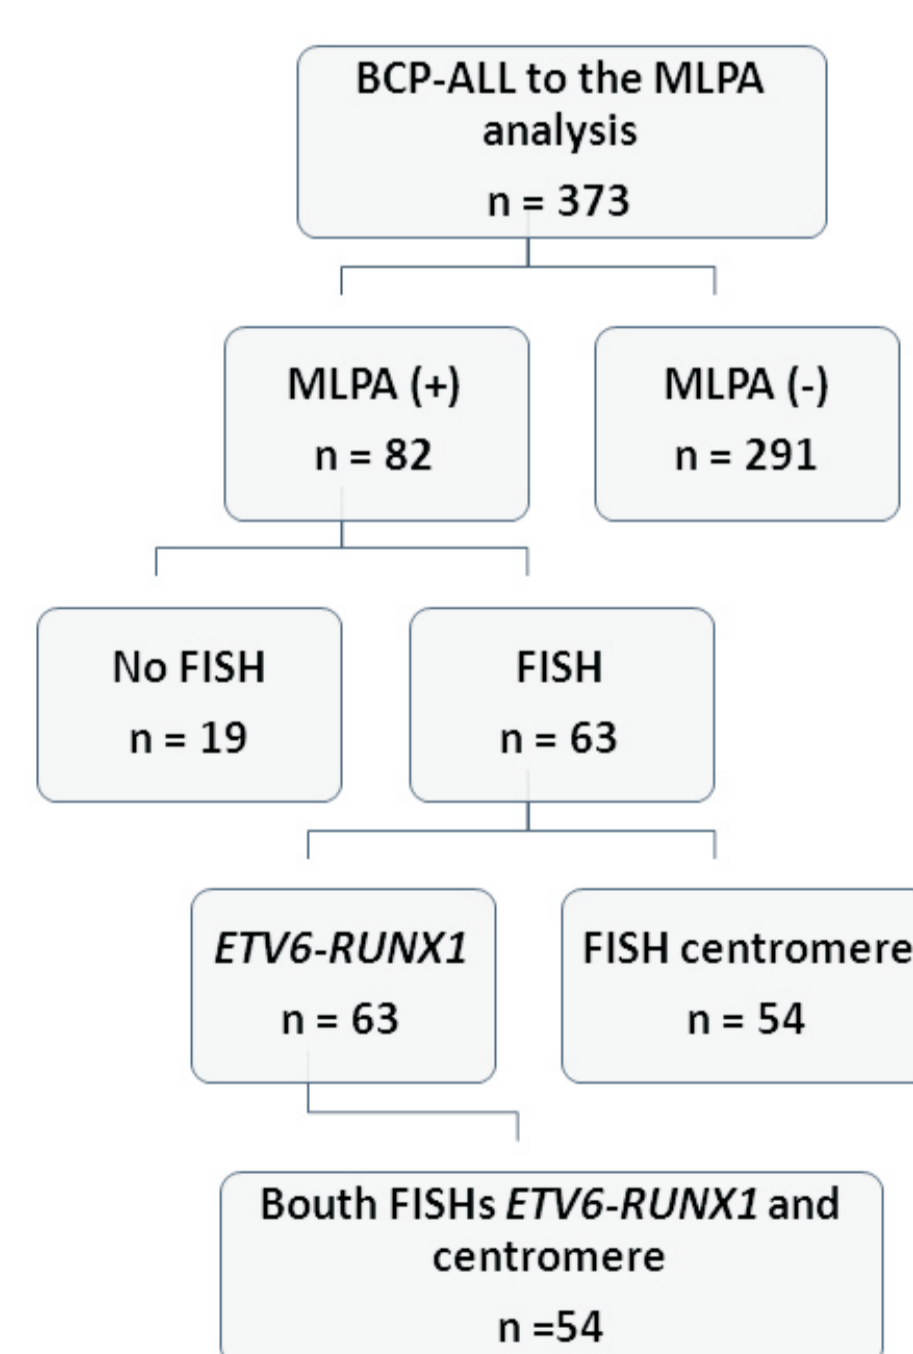 BCP-ALL to the MLPA
analysis
n = 373
MLPA (+)
n = 82
MLPA (-)
n = 291
No FISH
n = 19
FISH
n = 63
ETV6-RUNX1
n = 63
FISH centromere
n = 54
Bouth FISHs ETV6-RUNX1 and
centromere
n =54